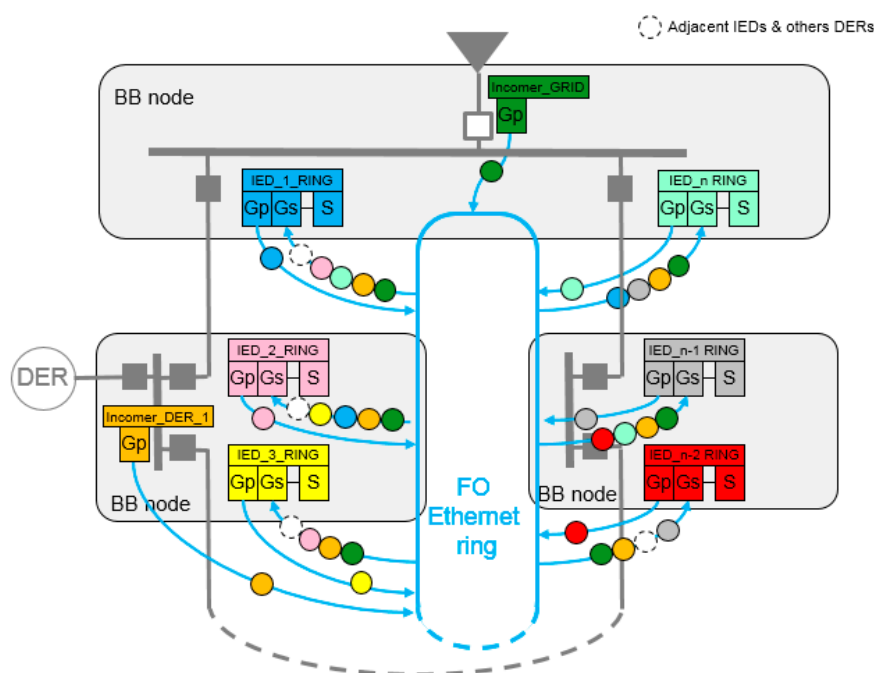 Adjacent IEDs & others DERs
BB node
Incomer_GRID
Gp
IED_1_RING
Gp Gs S
IED_n RING
Gp Gs S
DER
IED_2_RING
Gp Gs S
IED_n-1 RING
Gp Gs S
Incomer_DER_1
Gp
IED_3_RING
Gp Gs S
IED_n-2 RING
Gp Gs S
BB node
BB node
FO
Ethernet
ring